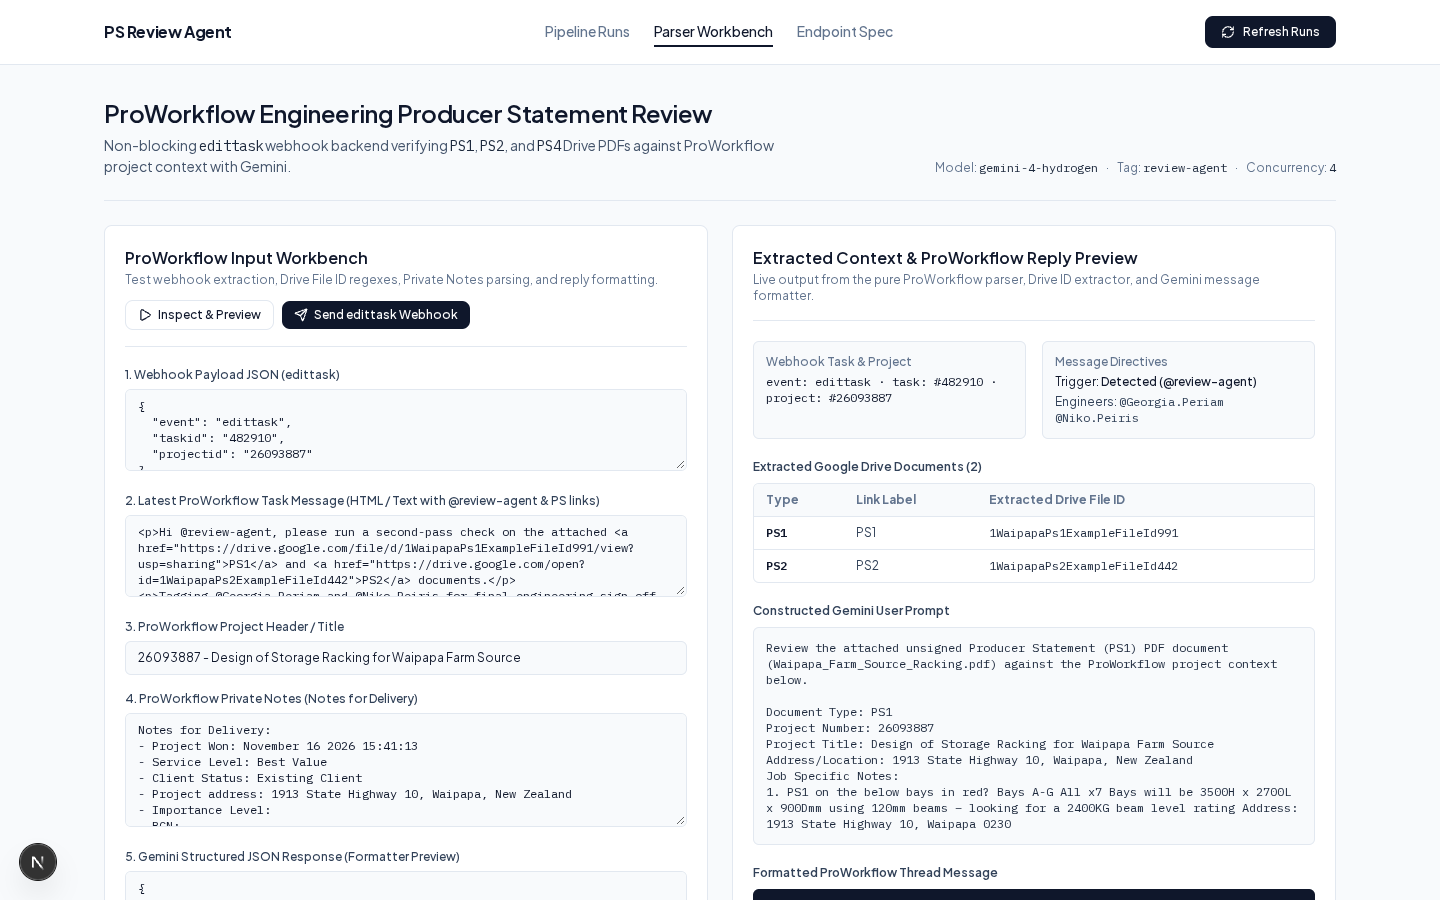 PS Review Agent
Pipeline Runs
Parser Workbench
Endpoint Spec
Refresh Runs
ProWorkflow Engineering Producer Statement Review
Non-blocking edittask webhook backend verifying PS1, PS2, and PS4 Drive PDFs against ProWorkflow
project context with Gemini.
Model: gemini-4-hydrogen · Tag: review-agent · Concurrency: 4
ProWorkflow Input Workbench
Test webhook extraction, Drive File ID regexes, Private Notes parsing, and reply formatting.
Inspect & Preview
Send edittask Webhook
1. Webhook Payload JSON (edittask)
{
"event": "edittask",
"taskid": "482910",
"projectid": "26093887"
}
2. Latest ProWorkflow Task Message (HTML / Text with @review-agent & PS links)
<p>Hi @review-agent, please run a second-pass check on the attached <a
href="https://drive.google.com/file/d/1WaipapaPs1ExampleFileId991/view?
usp=sharing">PS1</a> and <a href="https://drive.google.com/open?
id=1WaipapaPs2ExampleFileId442">PS2</a> documents.</p>
<p>Tagging @Georgia.Periam and @Niko.Peiris for final engineering sign-off
3. ProWorkflow Project Header / Title
26093887 - Design of Storage Racking for Waipapa Farm Source
4. ProWorkflow Private Notes (Notes for Delivery)
Notes for Delivery:
- Project Won: November 16 2026 15:41:13
- Service Level: Best Value
- Client Status: Existing Client
- Project address: 1913 State Highway 10, Waipapa, New Zealand
- Importance Level:
- BCN:
5. Gemini Structured JSON Response (Formatter Preview)
{
Extracted Context & ProWorkflow Reply Preview
Live output from the pure ProWorkflow parser, Drive ID extractor, and Gemini message
formatter.
Webhook Task & Project
event: edittask · task: #482910 ·
project: #26093887
Message Directives
Trigger: Detected (@review-agent)
Engineers: @Georgia.Periam
@Niko.Peiris
Extracted Google Drive Documents (2)
Type Link Label Extracted Drive File ID
PS1 PS1 1WaipapaPs1ExampleFileId991
PS2 PS2 1WaipapaPs2ExampleFileId442
Constructed Gemini User Prompt
Review the attached unsigned Producer Statement (PS1) PDF document
(Waipapa_Farm_Source_Racking.pdf) against the ProWorkflow project context
below.
Document Type: PS1
Project Number: 26093887
Project Title: Design of Storage Racking for Waipapa Farm Source
Address/Location: 1913 State Highway 10, Waipapa, New Zealand
Job Specific Notes:
1. PS1 on the below bays in red? Bays A-G All x7 Bays will be 3500H x 2700L
x 900Dmm using 120mm beams – looking for a 2400KG beam level rating Address:
1913 State Highway 10, Waipapa 0230
Formatted ProWorkflow Thread Message
N